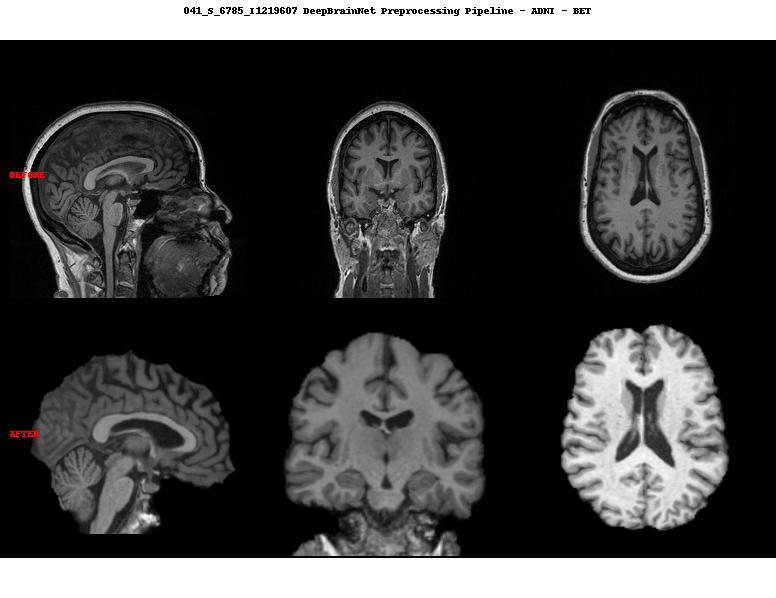 041_S_6785_I1219607 DeepBrainNet Preprocessing Pipeline - ADNI - BET
BEFORE
AFTER